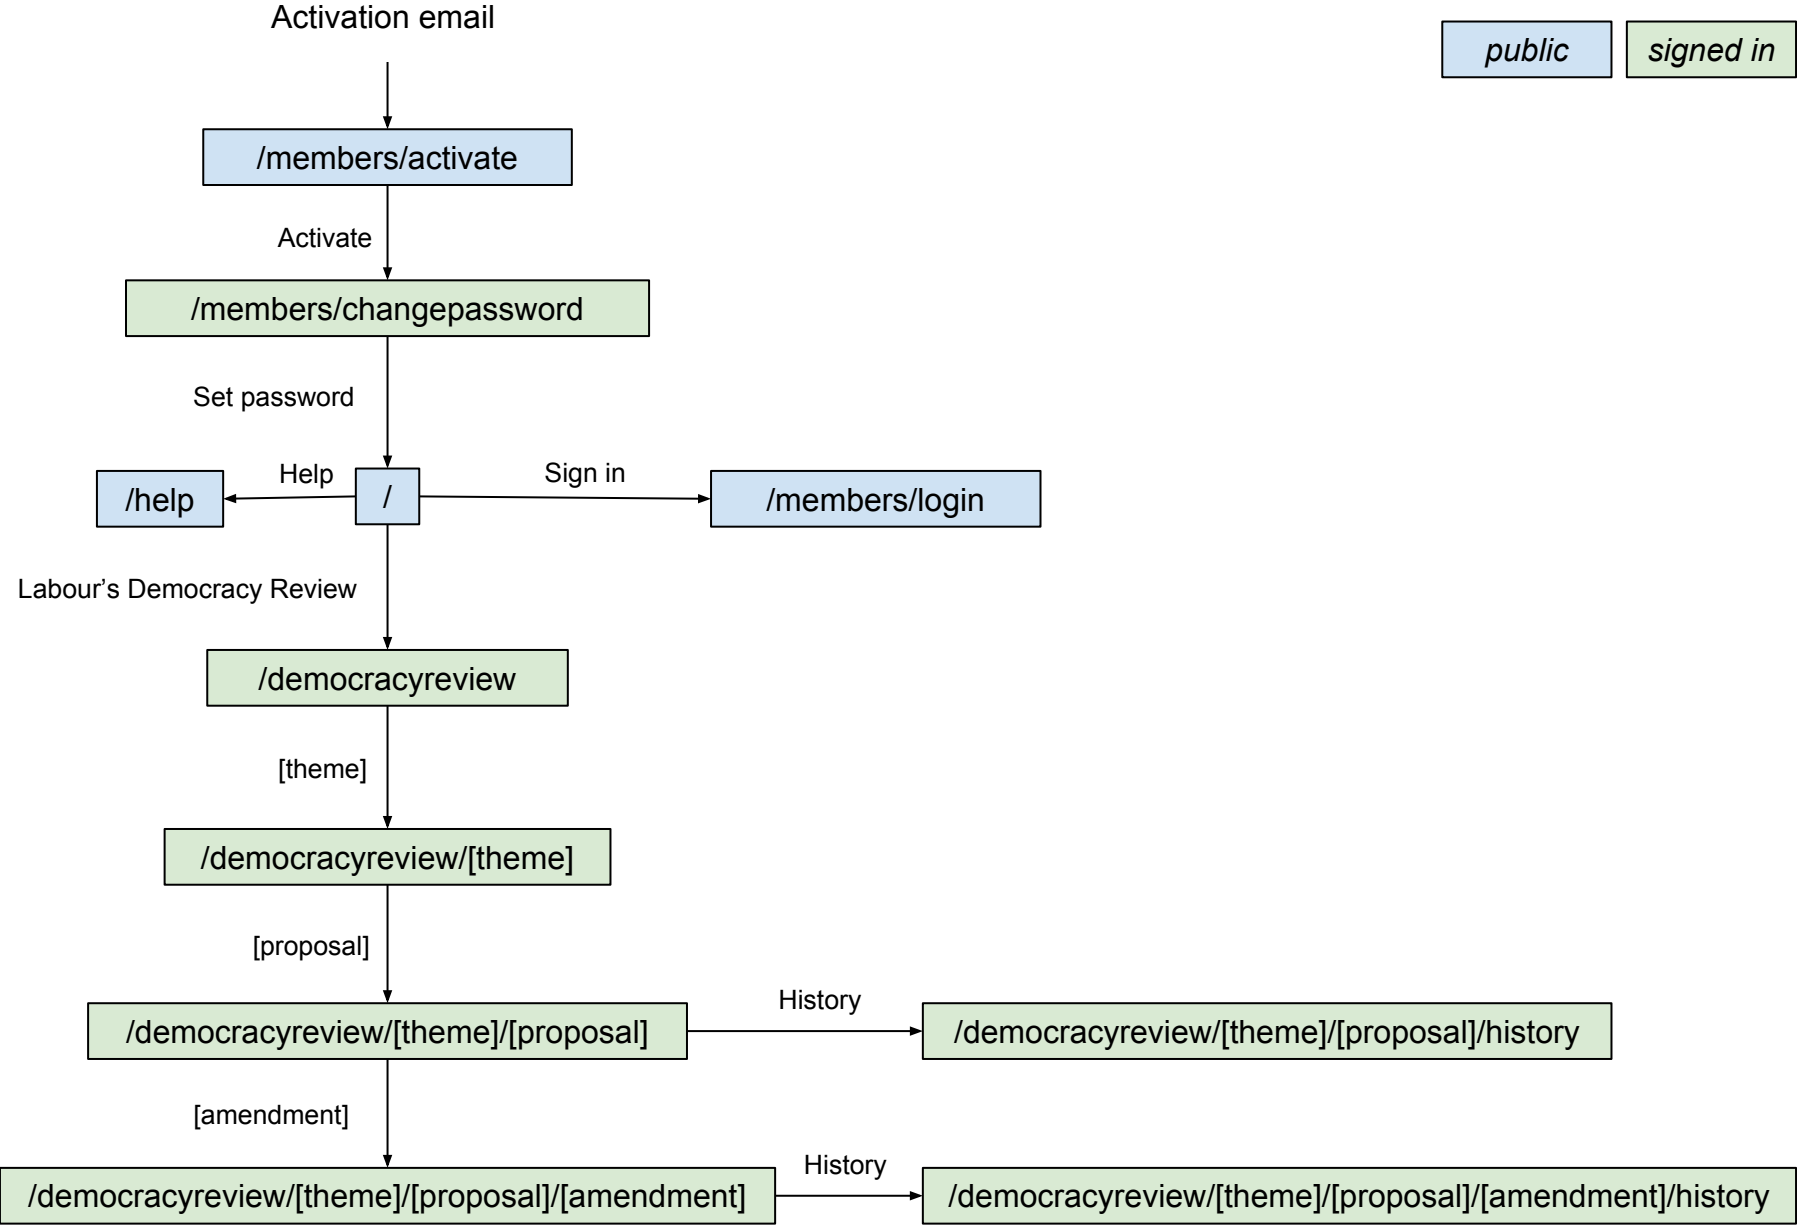 Activation email
public
signed in
/members/activate
Activate
/members/changepassword
Set password
Help
Sign in
/help
/
/members/login
Labour’s Democracy Review
/democracyreview
[theme]
/democracyreview/[theme]
[proposal]
History
/democracyreview/[theme]/[proposal]
/democracyreview/[theme]/[proposal]/history
[amendment]
History
/democracyreview/[theme]/[proposal]/[amendment]
/democracyreview/[theme]/[proposal]/[amendment]/history